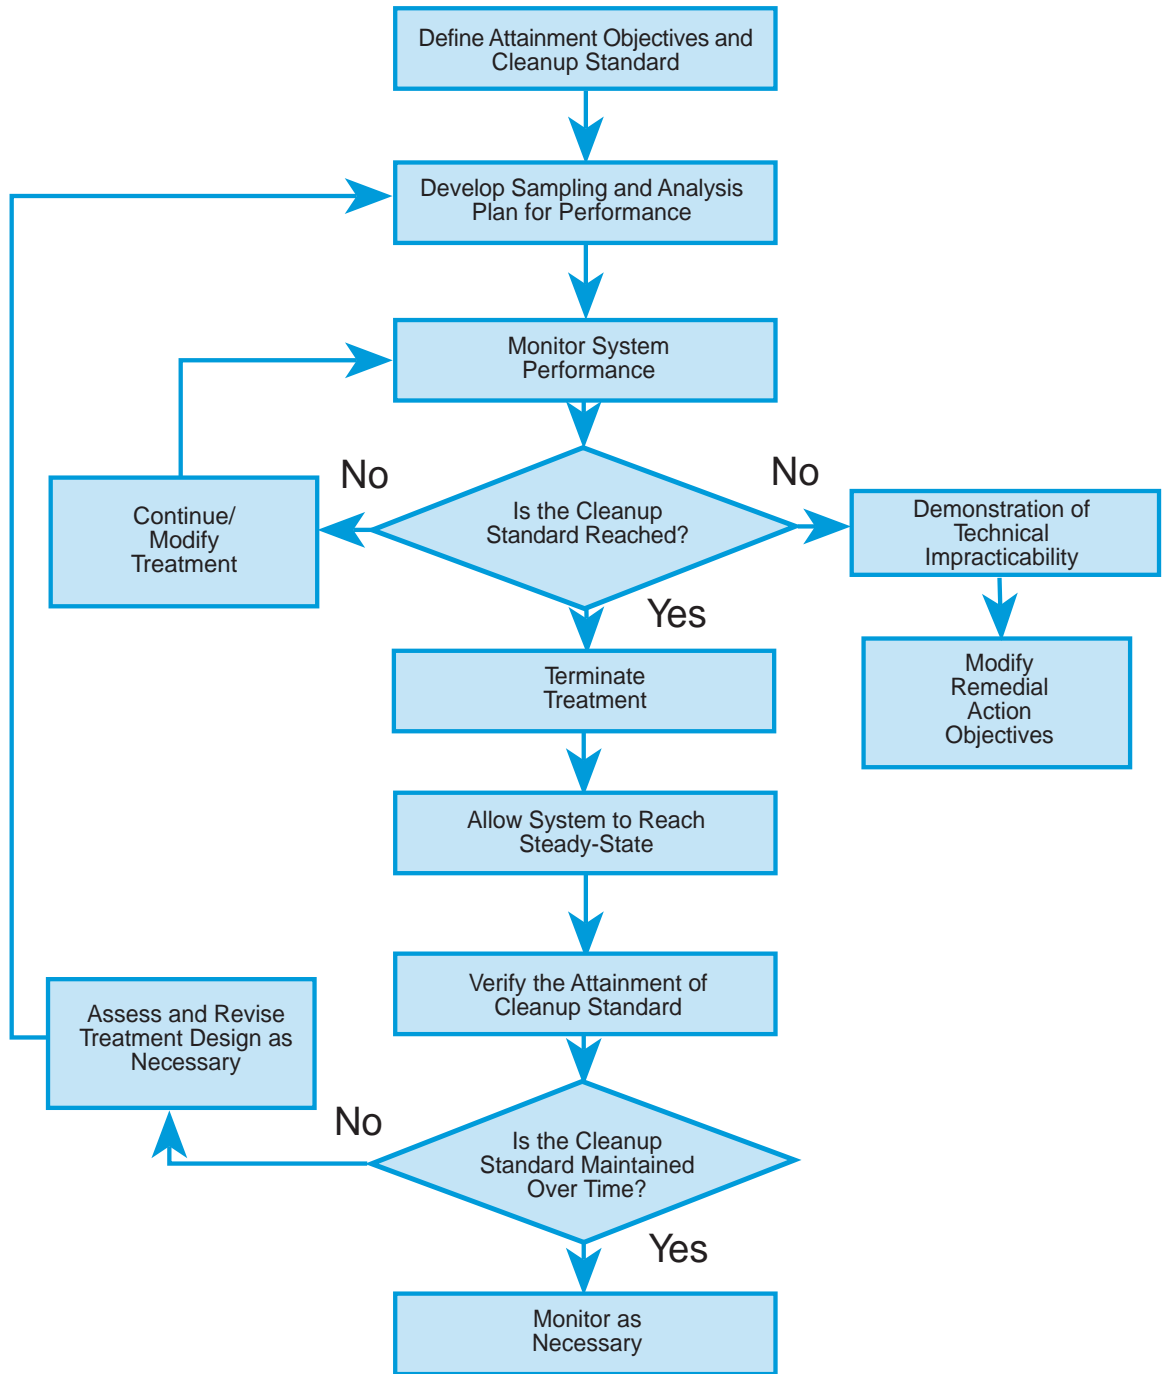 Define Attainment Objectives and
Cleanup Standard
Develop Sampling and Analysis
Plan for Performance
Monitor System
Performance
No
No
Is the Cleanup
Standard Reached?
Continue/
Modify
Treatment
Demonstration of
Technical
Impracticability
Yes
Terminate
Treatment
Modify
Remedial
Action
Objectives
Allow System to Reach
Steady-State
Verify the Attainment of
Cleanup Standard
Assess and Revise
Treatment Design as
Necessary
No
Is the Cleanup
Standard Maintained
Over Time?
Yes
Monitor as
Necessary